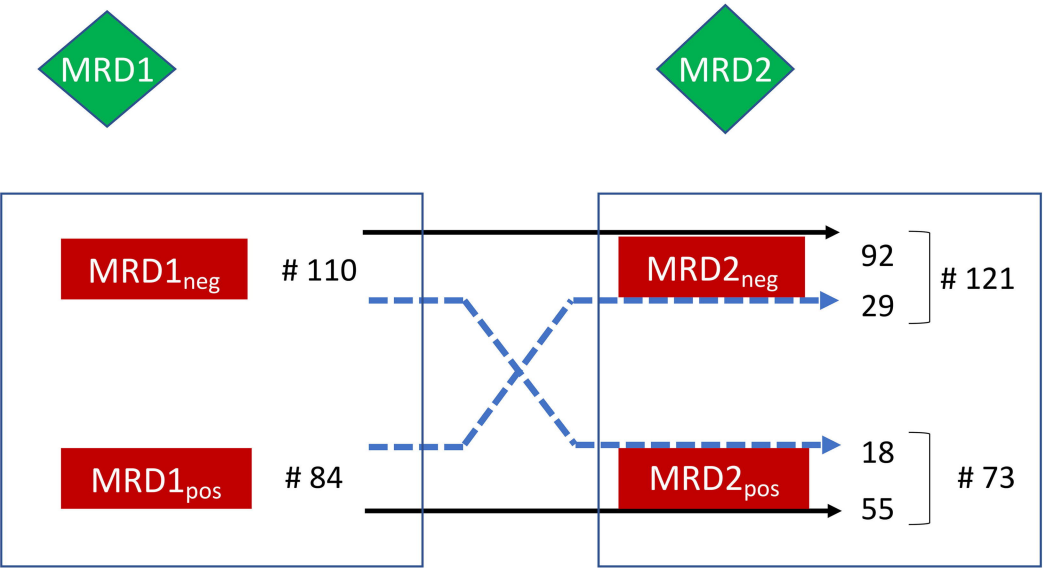 MRD1
MRD2
MRD1neg
# 110
MRD2neg
92
29
# 121
MRD1pos
# 84
MRD2pos
18
55
# 73